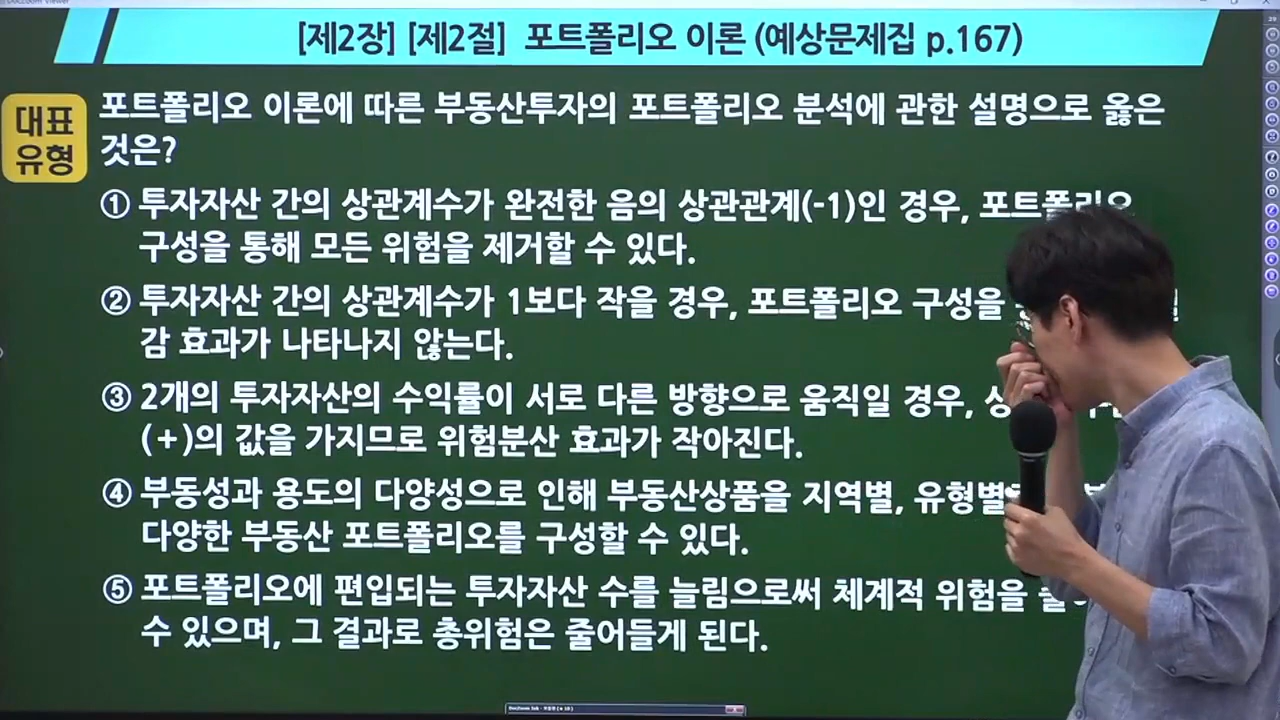 [제2장] [제2절] 포트폴리오 이론 (예상문제집 p.167)
대표
유형
포트폴리오 이론에 따른 부동산투자의 포트폴리오 분석에 관한 설명으로 옳은
것은?
① 투자자산 간의 상관계수가 완전한 음의 상관관계(-1)인 경우, 포트폴리오
구성을 통해 모든 위험을 제거할 수 있다.
② 투자자산 간의 상관계수가 1보다 작을 경우, 포트폴리오 구성을
감 효과가 나타나지 않는다.
③ 2개의 투자자산의 수익률이 서로 다른 방향으로 움직일 경우,
(+)의 값을 가지므로 위험분산 효과가 작아진다.
④ 부동성과 용도의 다양성으로 인해 부동산상품을 지역별, 유형별
다양한 부동산 포트폴리오를 구성할 수 있다.
⑤ 포트폴리오에 편입되는 투자자산 수를 늘림으로써 체계적 위험을
수 있으며, 그 결과로 총위험은 줄어들게 된다.